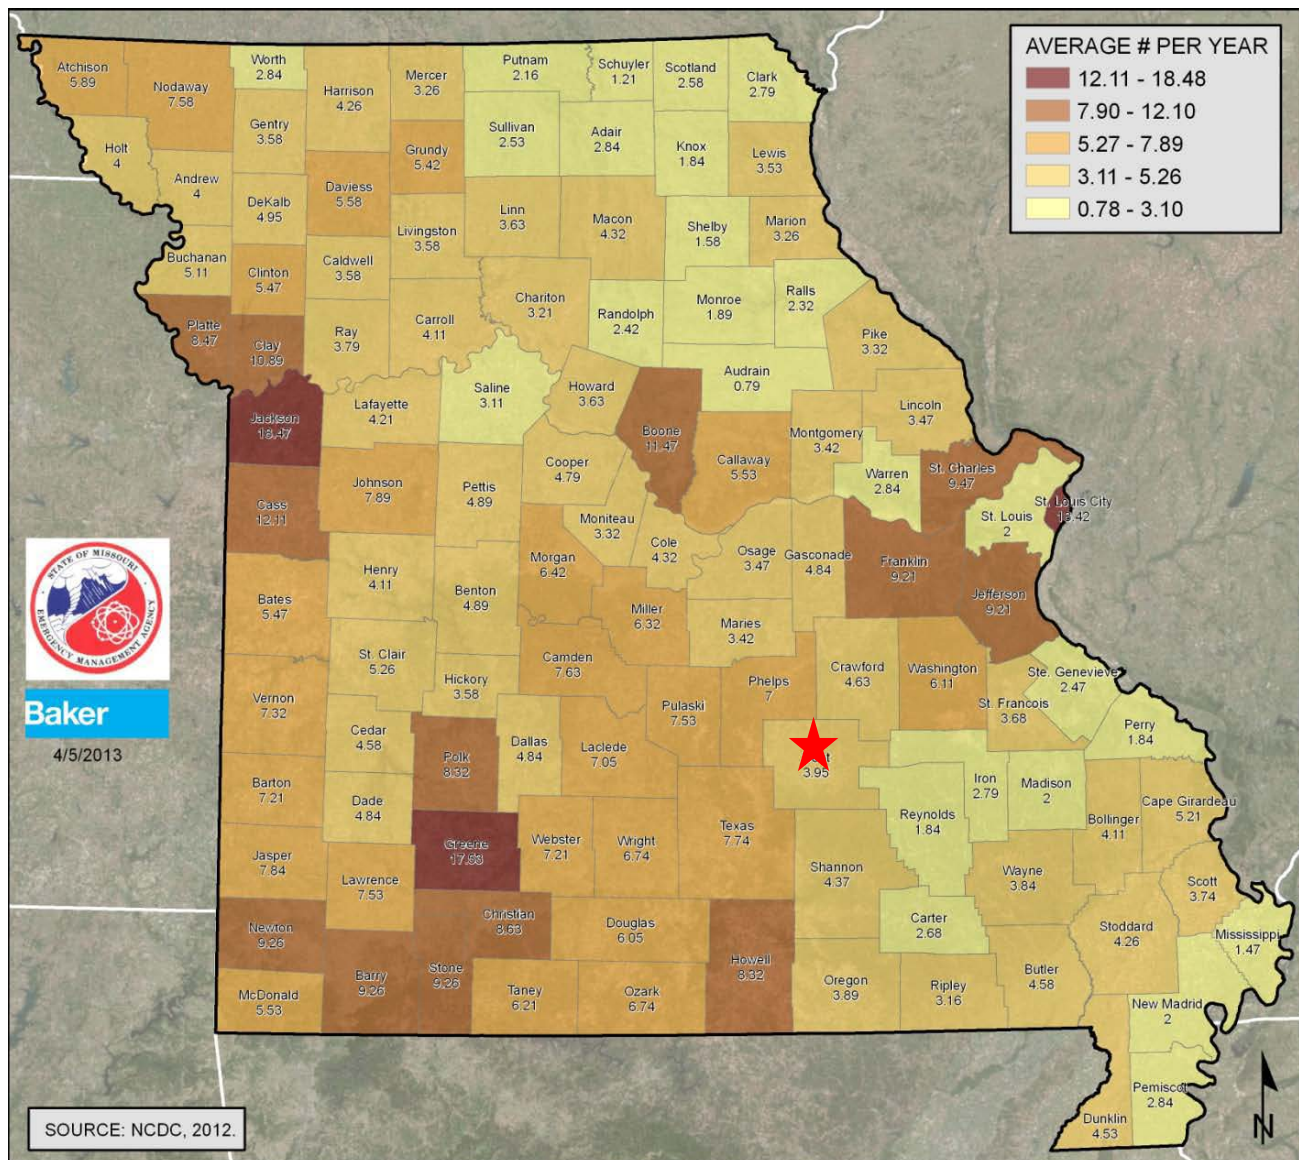 AVERAGE # PER YEAR
12.11 - 18.48
7.90 - 12.10
5.27 - 7.89
3.11 - 5.26
0.78 - 3.10
Atchison
5.89
Nodaway
7.58
Worth
2.84
Harrison
4.26
Mercer
3.26
Putnam
2.16
Schuyler
1.21
Scotland
2.58
Clark
2.79
Holt
4
Andrew
4
Gentry
3.58
DeKalb
4.95
Daviess
5.58
Grundy
5.42
Sullivan
2.53
Adair
2.84
Knox
1.84
Lewis
3.53
Buchanan
5.11
Clinton
5.47
Caldwell
3.58
Livingston
3.58
Linn
3.63
Macon
4.32
Shelby
1.58
Marion
3.26
Platte
8.47
Clay
10.89
Ray
3.79
Carroll
4.11
Chariton
3.21
Randolph
2.42
Monroe
1.89
Ralls
2.32
Pike
3.32
Jackson
18.47
Lafayette
4.21
Saline
3.11
Howard
3.63
Boone
11.47
Audrain
0.79
Callaway
5.53
Montgomery
3.42
Lincoln
3.47
Warren
2.84
St. Charles
9.47
St. Louis City
St. Louis
2
Cass
12.11
Johnson
7.89
Pettis
4.89
Cooper
4.79
Moniteau
3.32
Cole
4.32
Osage
3.47
Gasconade
4.84
Franklin
9.21
Jefferson
9.21
Bates
5.47
Henry
4.11
Benton
4.89
Morgan
6.42
Miller
6.32
Maries
3.42
St. Clair
5.26
Hickory
3.58
Camden
7.63
Pulaski
7.53
Phelps
7
Crawford
4.63
Washington
6.11
St. Francois
3.68
Ste. Genevieve
2.47
Perry
1.84
Vernon
7.32
Cedar
4.58
Polk
8.32
Dallas
4.84
Laclede
7.05
3.95
Iron
2.79
Madison
2
Bollinger
4.11
Cape Girardeau
5.21
Barton
7.21
Dade
4.84
Greene
17.63
Webster
7.21
Wright
6.74
Texas
7.74
Reynolds
1.84
Shannon
4.37
Wayne
3.84
Scott
3.74
Jasper
7.84
Lawrence
7.53
Christian
8.63
Douglas
6.05
Howell
8.32
Carter
2.68
Stoddard
4.26
Mississippi
1.47
Newton
9.26
Barry
9.26
Stone
9.26
Taney
6.21
Ozark
6.74
Oregon
3.89
Ripley
3.16
Butler
4.58
New Madrid
2
McDonald
5.53
Pemiscot
2.84
Dunklin
4.53
STATE OF MISSOURI
EMERGENCY MANAGEMENT AGENCY
Baker
4/5/2013
SOURCE: NCDC, 2012.
N